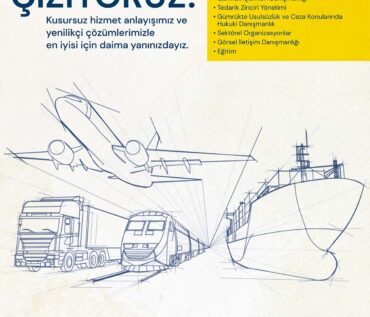 ÇİZİYORUZ.
Kusursuz hizmet anlayışımız ve
yenilikçi çözümlerimizle
en iyisi için daima yanınızdayız.
• Tedarik Zinciri Yönetimi
• Gümrükte Usulsüzlük ve Ceza Konularında
Hukuki Danışmanlık
• Sektörel Organizasyonlar
• Görsel İletişim Danışmanlığı
• Eğitim